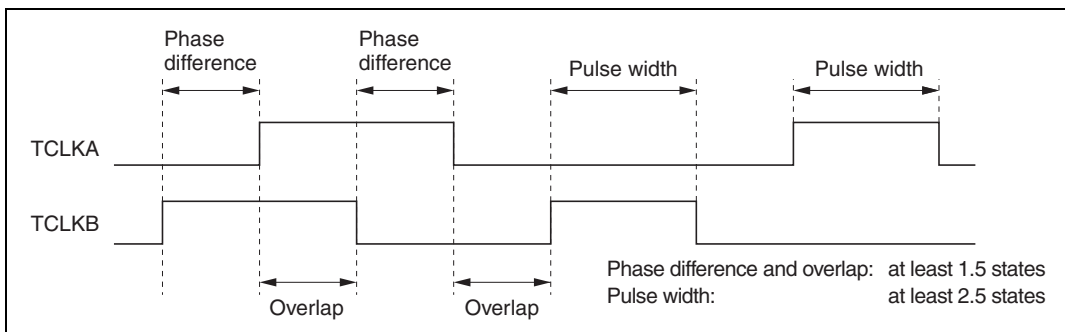 Phase
difference
Phase
difference
Pulse width
Pulse width
TCLKA
TCLKB
Overlap
Overlap
Phase difference and overlap: at least 1.5 states
Pulse width: at least 2.5 states